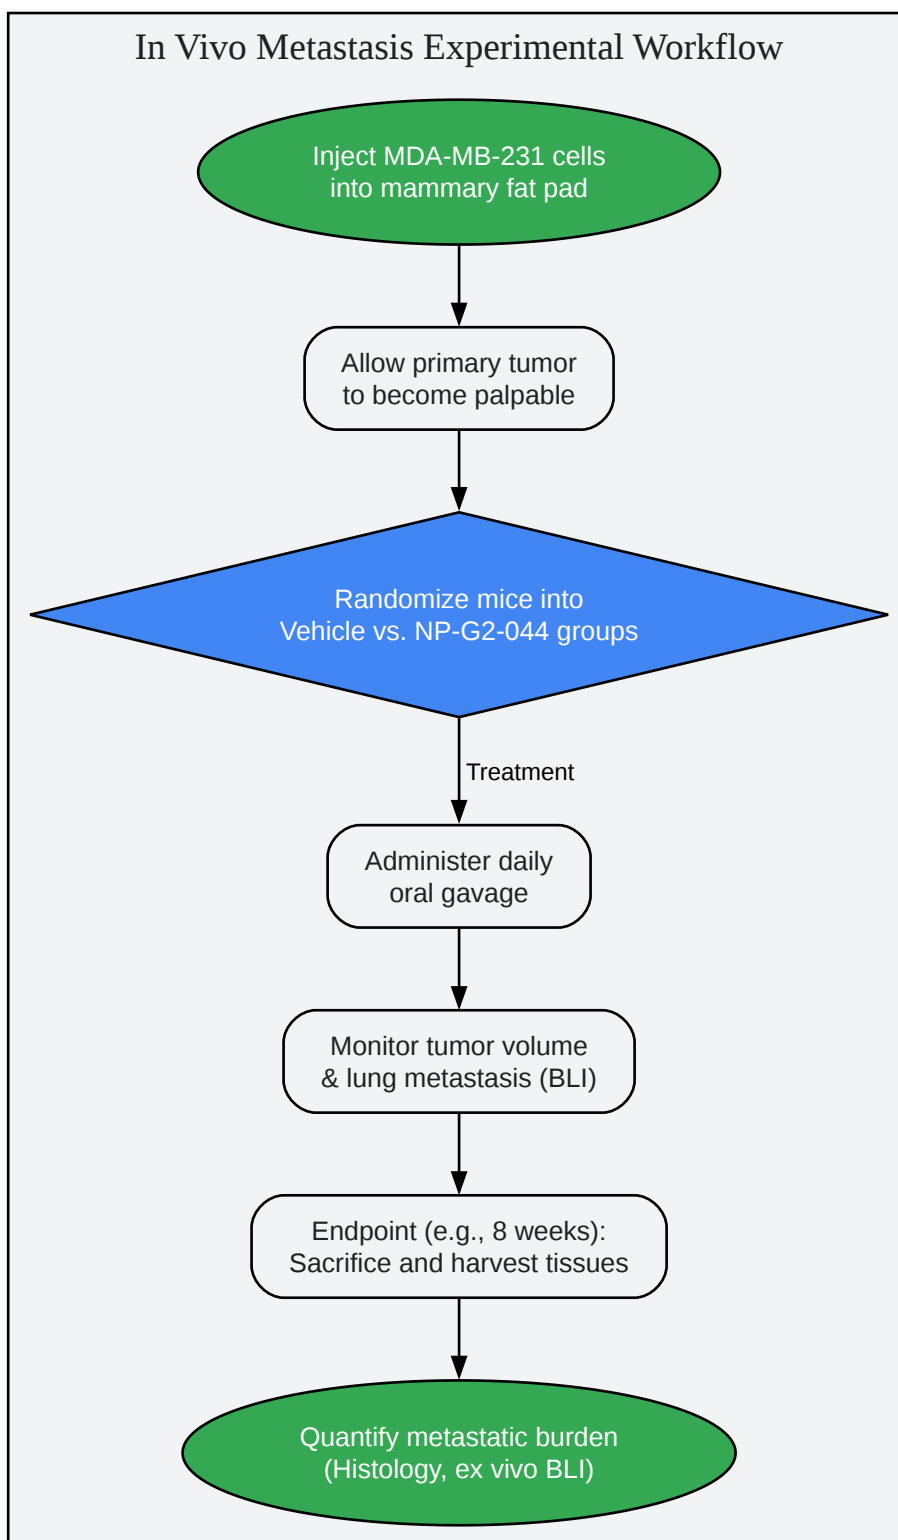 In Vivo Metastasis Experimental Workflow
Inject MDA-MB-231 cells
into mammary fat pad
Allow primary tumor
to become palpable
Randomize mice into
Vehicle vs. NP-G2-044 groups
Treatment
Administer daily
oral gavage
Monitor tumor volume
& lung metastasis (BLI)
Endpoint (e.g., 8 weeks):
Sacrifice and harvest tissues
Quantify metastatic burden
(Histology, ex vivo BLI)